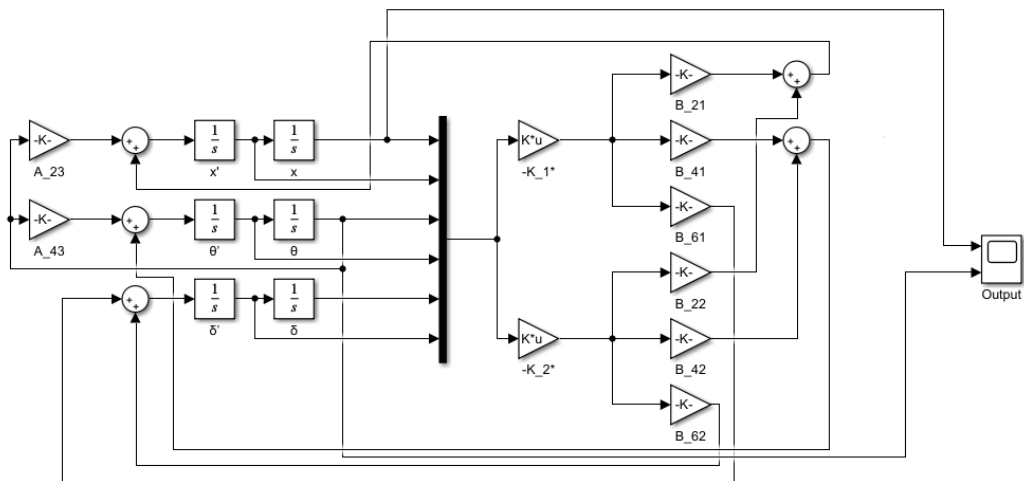 -K-
B_21
+
+
-K-
A_23
+
+
1
s
x'
1
s
x
K*u
-K_1*
-K-
B_41
+
+
-K-
A_43
+
+
1
s
θ'
1
s
θ
-K-
B_61
+
+
1
s
δ'
1
s
δ
-K-
B_22
Output
K*u
-K_2*
-K-
B_42
-K-
B_62